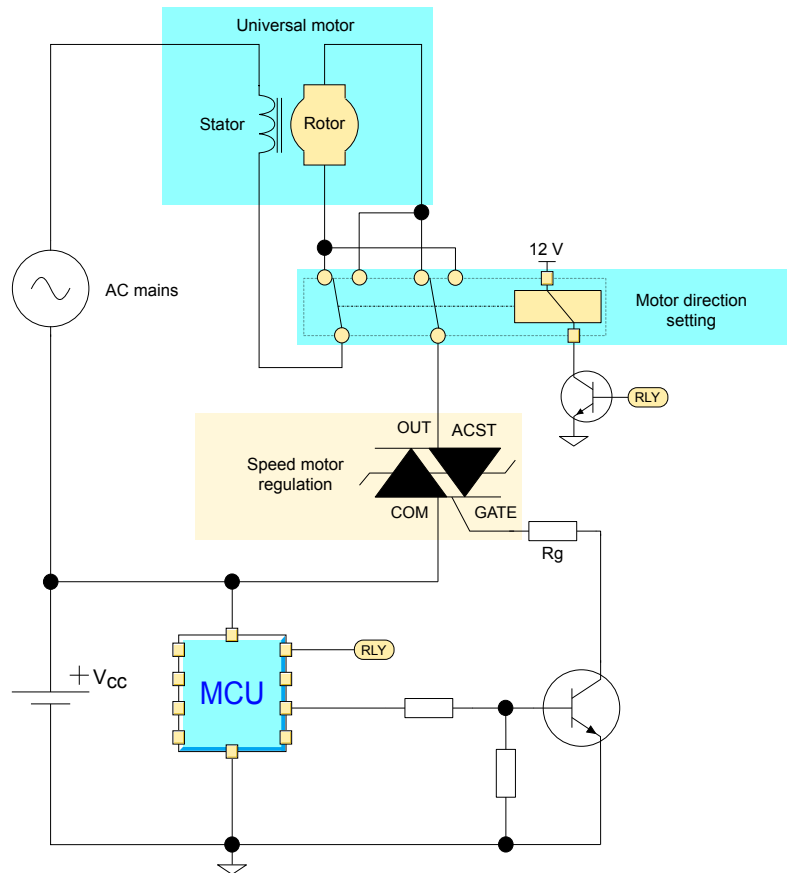 Universal motor
Stator
Rotor
12 V
AC mains
Motor direction
setting
RLY
OUT
ACST
Speed motor
regulation
COM
GATE
Rg
+ VCC
RLY
MCU